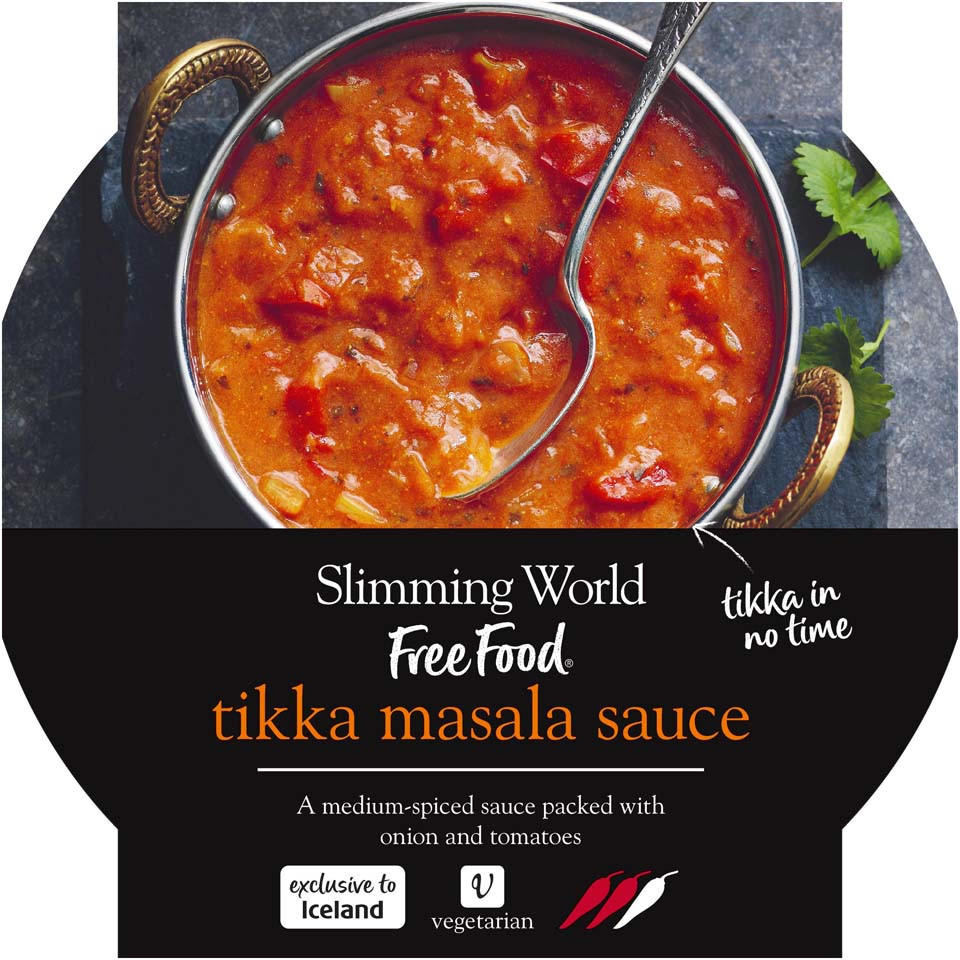 Slimming World
Free Food®
tikka in
no time
tikka masala sauce
A medium-spiced sauce packed with
onion and tomatoes
exclusive to
Iceland
V
vegetarian